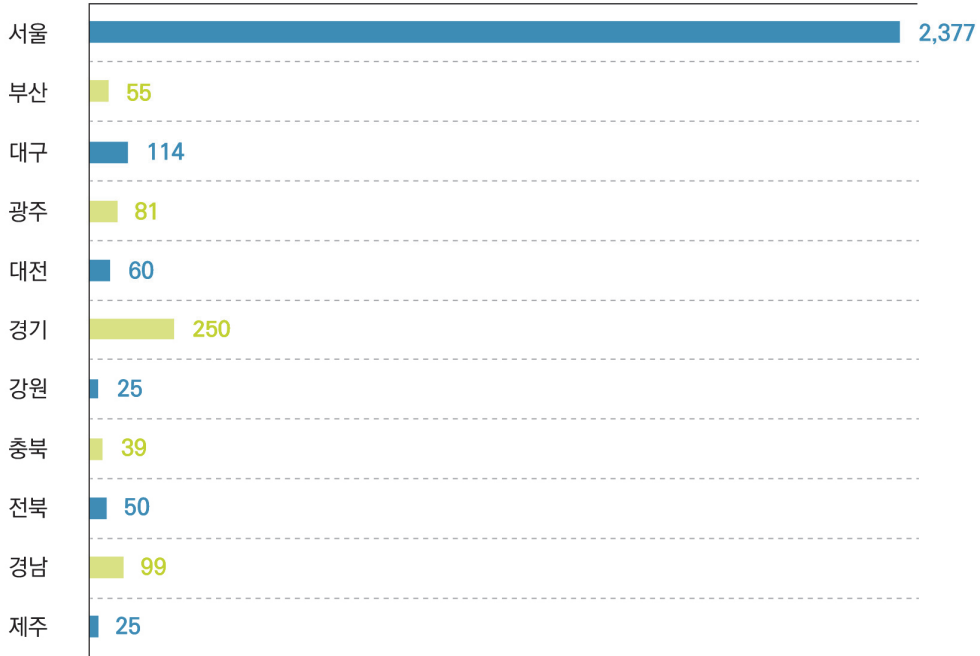 서울 2,377
부산 55
대구 114
광주 81
대전 60
경기 250
강원 25
충북 39
전북 50
경남 99
제주 25